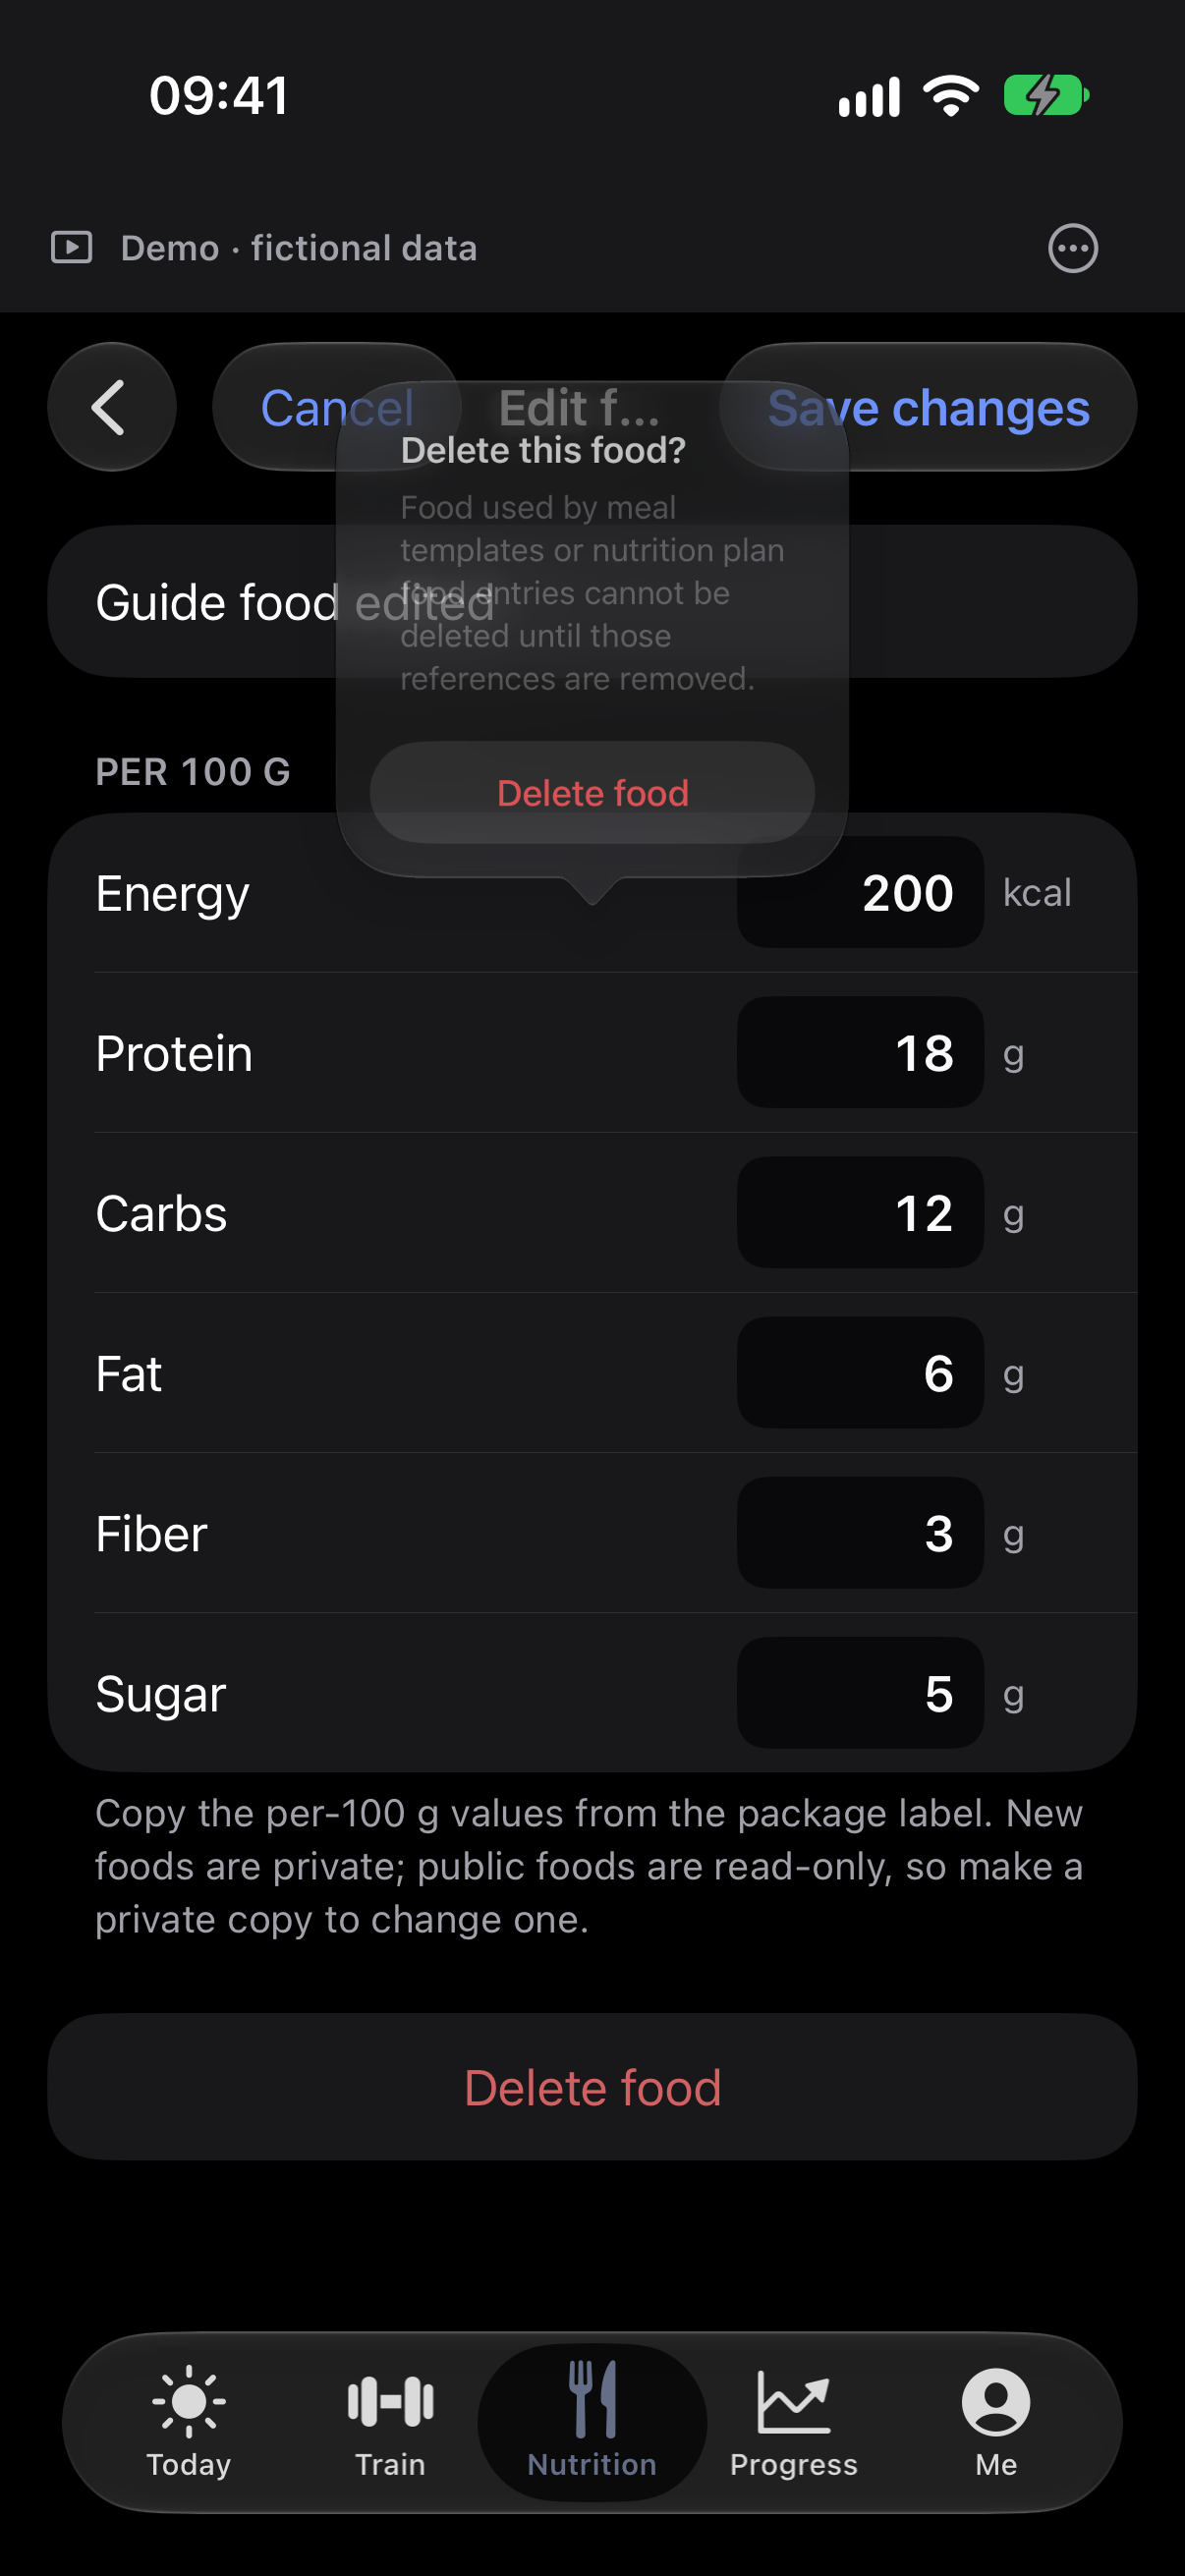 09:41
Demo · fictional data
Cancel
Edit f...
Save changes
Delete this food?
Food used by meal
templates or nutrition plan
food entries cannot be
deleted until those
references are removed.
Delete food
Guide food edited
PER 100 G
Energy 200 kcal
Protein 18 g
Carbs 12 g
Fat 6 g
Fiber 3 g
Sugar 5 g
Copy the per-100 g values from the package label. New
foods are private; public foods are read-only, so make a
private copy to change one.
Delete food
Today Train Nutrition Progress Me